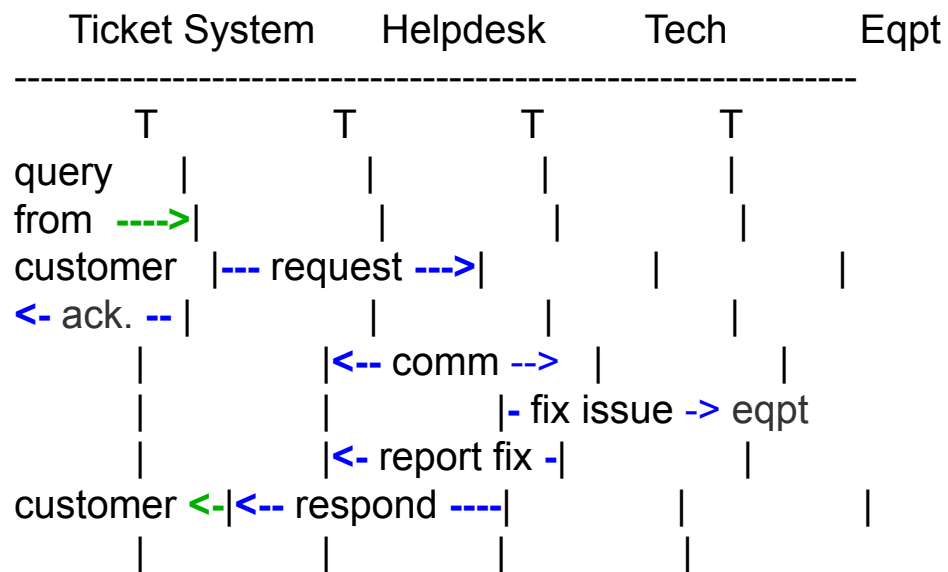 Ticket System Helpdesk Tech Eqpt
----------------------------------------------------------------
T T T T
query | | | |
from ---->| | | |
customer |--- request --->| | |
<- ack. -- | | | |
| |<-- comm --> | |
| | |- fix issue -> eqpt
| |<- report fix -| |
customer <-|<-- respond ----| | |
| | | |